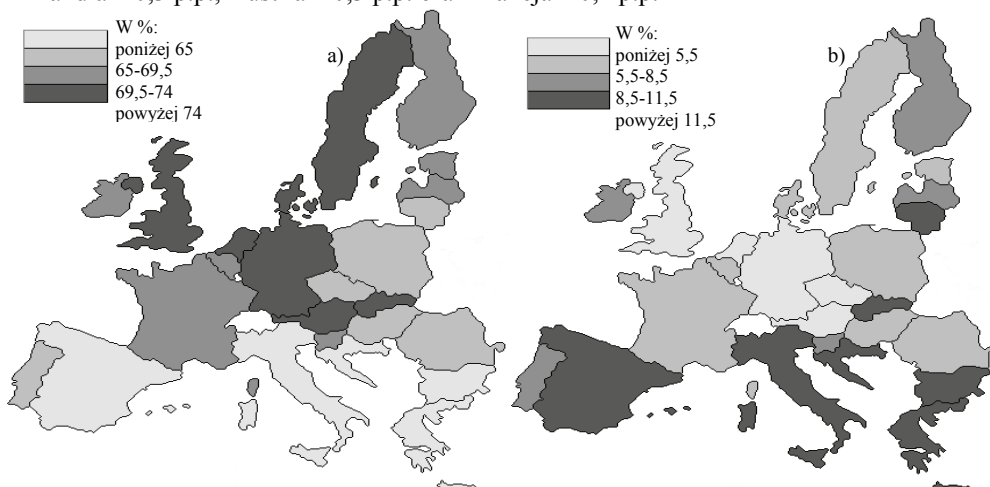 W %:
poniżej 65
65-69,5
69,5-74
powyżej 74
a)
W %:
poniżej 5,5
5,5-8,5
8,5-11,5
powyżej 11,5
b)